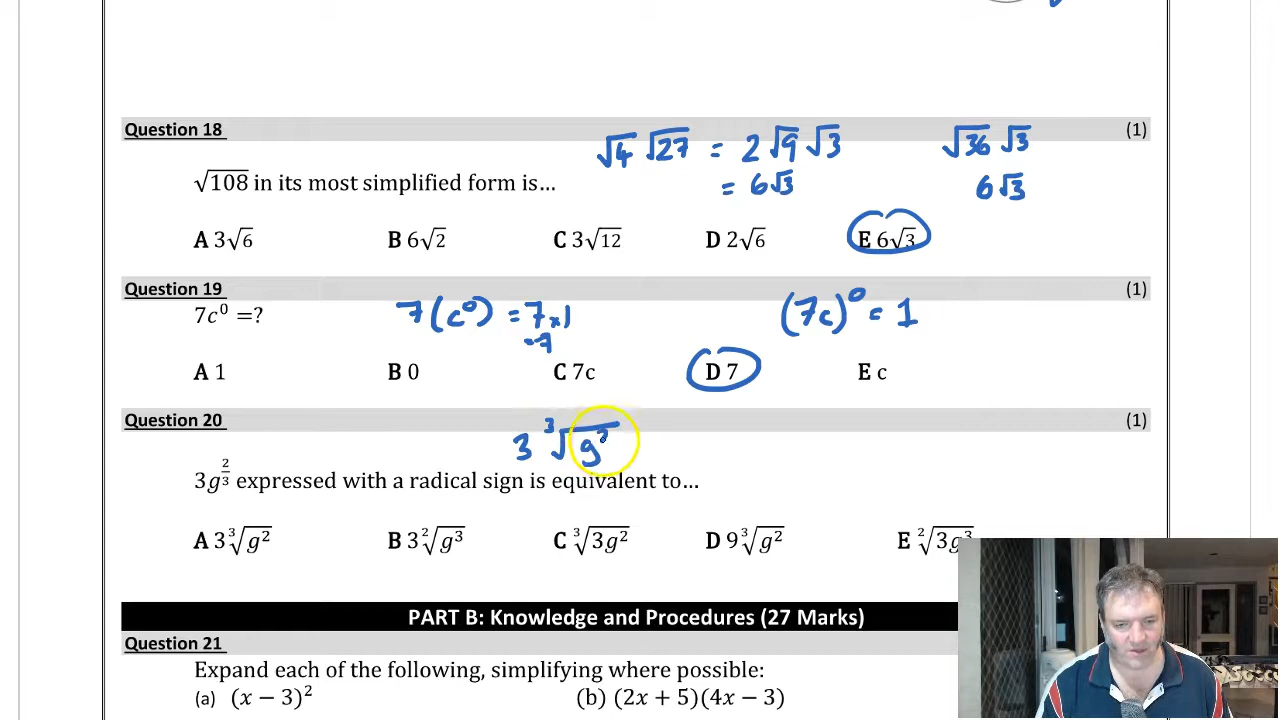 Question 18 (1)
√4 √27 = 2√9 √3 √36 √3
√108 in its most simplified form is… = 6√3 6√3
A 3√6 B 6√2 C 3√12 D 2√6 E 6√3
Question 19 (1)
7c⁰ =? 7(c⁰) = 7×1 (7c)⁰ = 1
=7
A 1 B 0 C 7c D 7 E c
Question 20 (1)
3 ³√g²
3g^(2/3) expressed with a radical sign is equivalent to…
A 3³√g² B 3²√g³ C ³√3g² D 9³√g² E ²√3g³
PART B: Knowledge and Procedures (27 Marks)
Question 21
Expand each of the following, simplifying where possible:
(a) (x − 3)² (b) (2x + 5)(4x − 3)